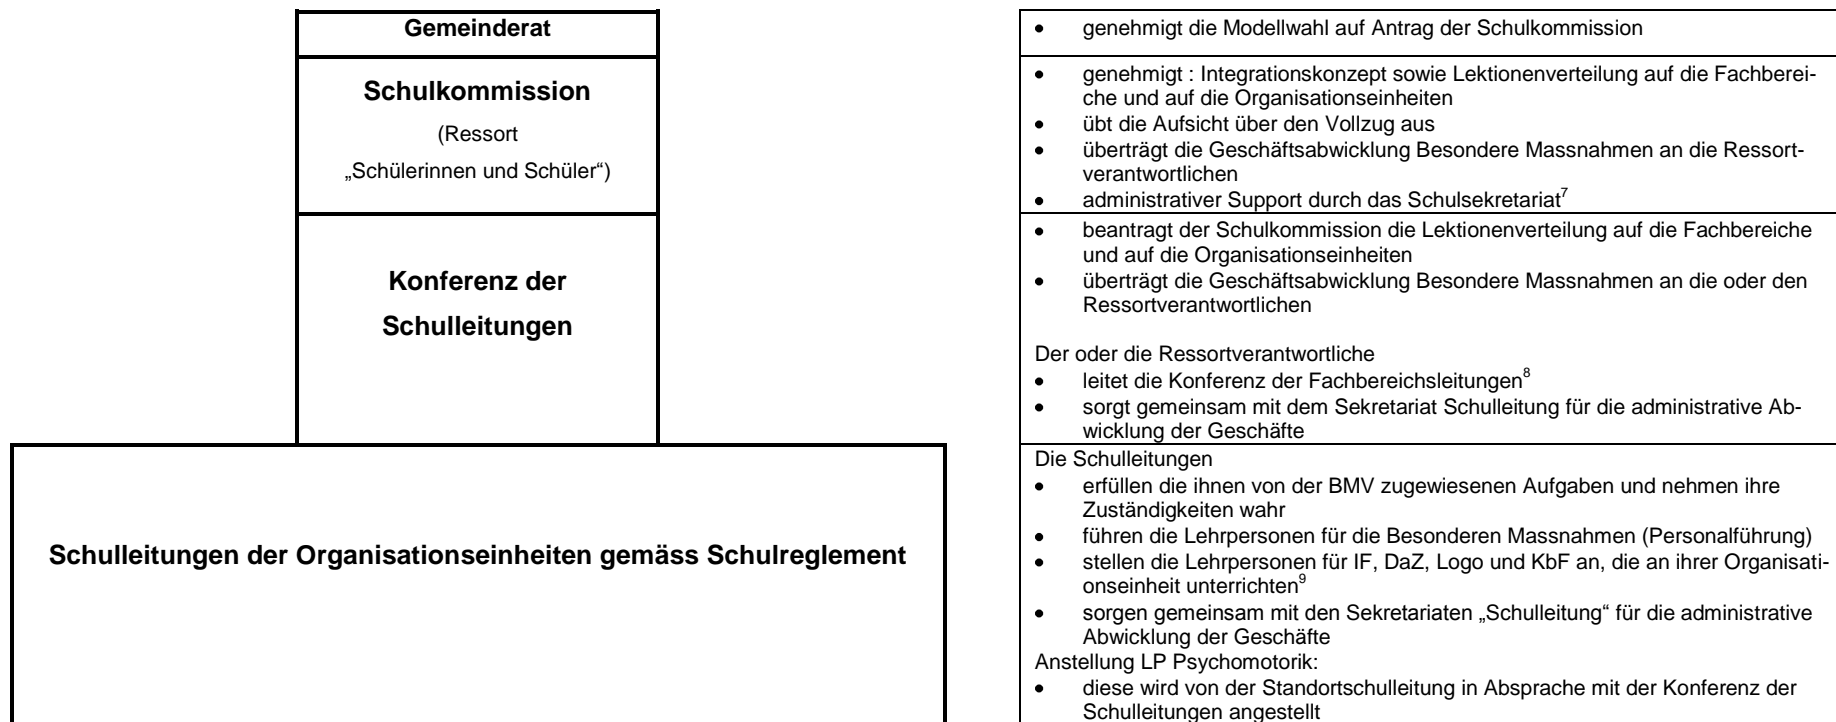 Gemeinderat
• genehmigt die Modellwahl auf Antrag der Schulkommission
Schulkommission
(Ressort
„Schülerinnen und Schüler“)
• genehmigt : Integrationskonzept sowie Lektionenverteilung auf die Fachberei-
che und auf die Organisationseinheiten
• übt die Aufsicht über den Vollzug aus
• überträgt die Geschäftsabwicklung Besondere Massnahmen an die Ressort-
verantwortlichen
• administrativer Support durch das Schulsekretariat⁷
Konferenz der
Schulleitungen
• beantragt der Schulkommission die Lektionenverteilung auf die Fachbereiche
und auf die Organisationseinheiten
• überträgt die Geschäftsabwicklung Besondere Massnahmen an die oder den
Ressortverantwortlichen
Der oder die Ressortverantwortliche
• leitet die Konferenz der Fachbereichsleitungen⁸
• sorgt gemeinsam mit dem Sekretariat Schulleitung für die administrative Ab-
wicklung der Geschäfte
Schulleitungen der Organisationseinheiten gemäss Schulreglement
Die Schulleitungen
• erfüllen die ihnen von der BMV zugewiesenen Aufgaben und nehmen ihre
Zuständigkeiten wahr
• führen die Lehrpersonen für die Besonderen Massnahmen (Personalführung)
• stellen die Lehrpersonen für IF, DaZ, Logo und KbF an, die an ihrer Organisati-
onseinheit unterrichten⁹
• sorgen gemeinsam mit den Sekretariaten „Schulleitung“ für die administrative
Abwicklung der Geschäfte
Anstellung LP Psychomotorik:
• diese wird von der Standortschulleitung in Absprache mit der Konferenz der
Schulleitungen angestellt